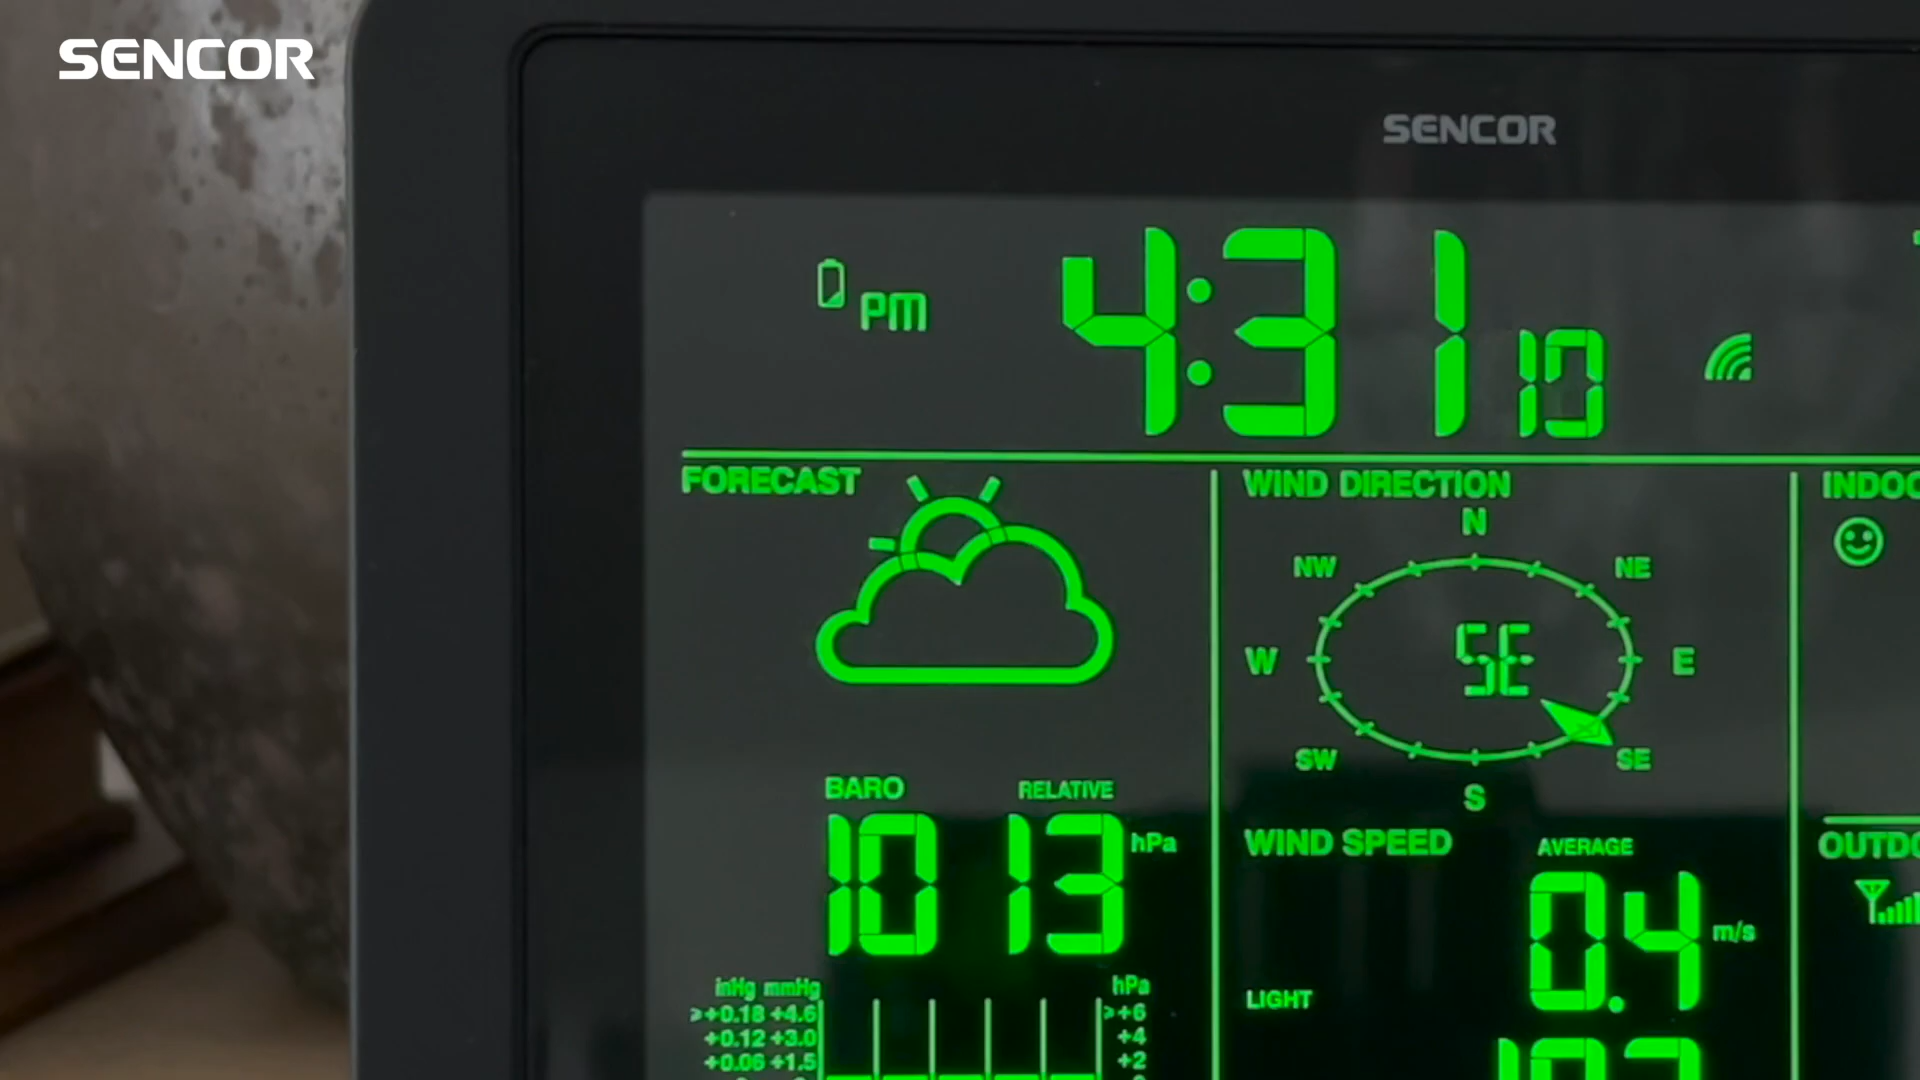 SENCOR
SENCOR
PM 4:31 10
FORECAST
WIND DIRECTION
N
NW NE
W SE E
SW SE
S
BARO RELATIVE
1013 hPa
WIND SPEED
AVERAGE
0.4 m/s
LIGHT
inHg mmHg hPa
≥+0.18 +4.6 ≥+6
+0.12 +3.0 +4
+0.06 +1.5 +2